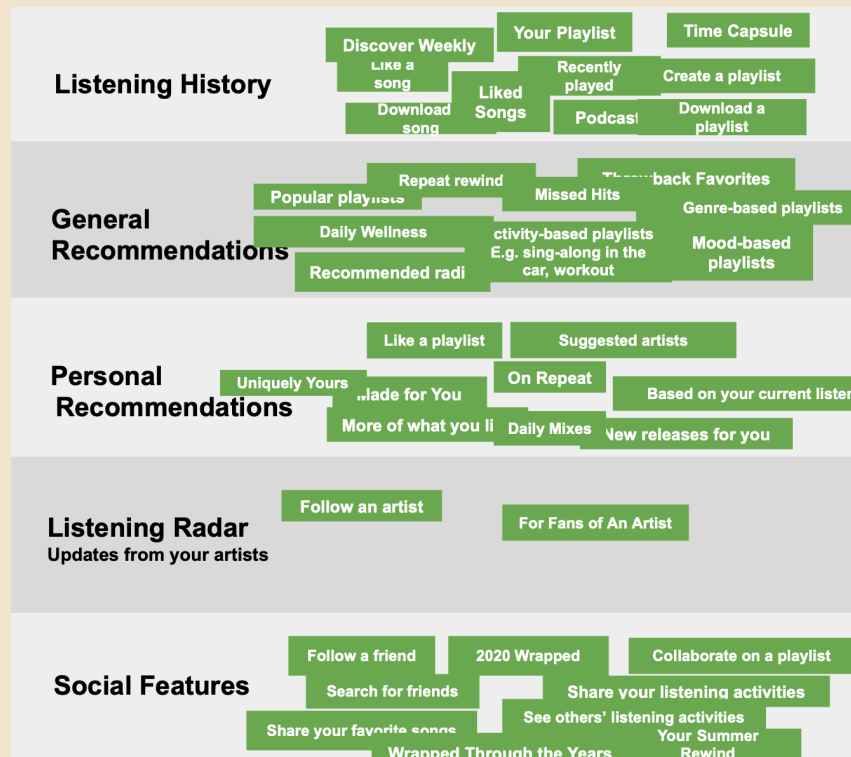 Listening History
Discover Weekly
Your Playlist
Time Capsule
Like a
song
Liked
Songs
Recently
played
Create a playlist
Download
song
Podcast
Download a
playlist
General
Recommendations
Popular playlists
Repeat rewind
Missed Hits
Throwback Favorites
Genre-based playlists
Daily Wellness
ctivity-based playlists
E.g. sing-along in the
car, workout
Mood-based
playlists
Recommended radi
Personal
Recommendations
Like a playlist
Suggested artists
Uniquely Yours
Made for You
On Repeat
Based on your current listen
More of what you li
Daily Mixes
New releases for you
Listening Radar
Updates from your artists
Follow an artist
For Fans of An Artist
Social Features
Follow a friend
2020 Wrapped
Collaborate on a playlist
Search for friends
Share your listening activities
Share your favorite songs
See others’ listening activities
Wrapped Through the Years
Your Summer
Rewind